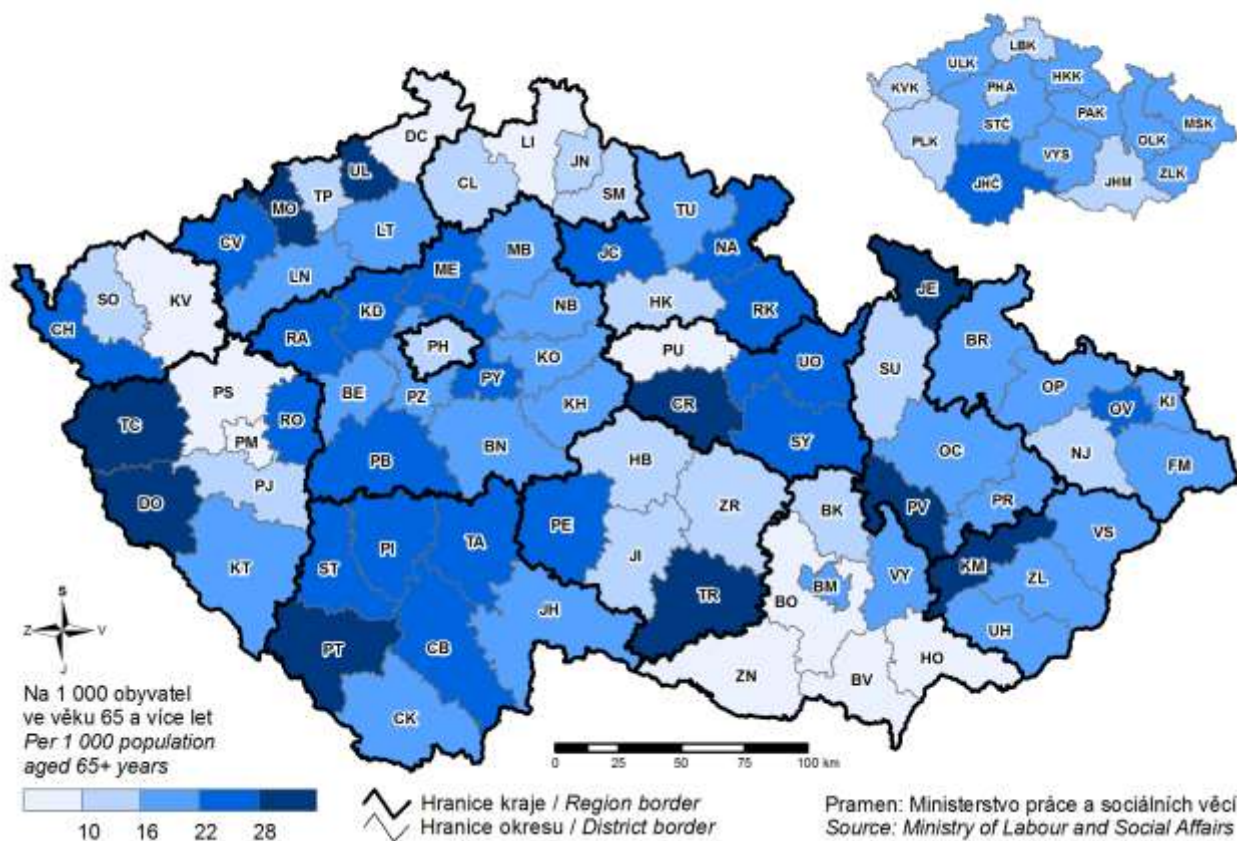 LBK
ULK
HKK
KVK
PHA
PAK
STČ
MSK
OLK
PLK
VYS
ZLK
JHČ
JHM
DC
LI
UL
JN
TP
CL
SM
MO
TU
LT
CV
MB
JC
NA
ME
LN
JE
SO
KV
NB
HK
KD
CH
RK
RA
PH
BR
PU
KO
UO
SU
PS
PY
OP
BE
PZ
CR
KI
OV
TC
RO
KH
PM
BN
SY
OC
NJ
FM
PB
HB
PJ
DO
PR
PV
ZR
BK
VS
PE
PI
TA
JI
ST
KT
KM
VY
ZL
BM
TR
BO
JH
UH
PT
CB
HO
ZN
BV
CK
S
Z V
J
Na 1 000 obyvatel
ve věku 65 a více let
Per 1 000 population
aged 65+ years
10 16 22 28
0 25 50 75 100 km
Hranice kraje / Region border
Hranice okresu / District border
Pramen: Ministerstvo práce a sociálních věcí
Source: Ministry of Labour and Social Affairs